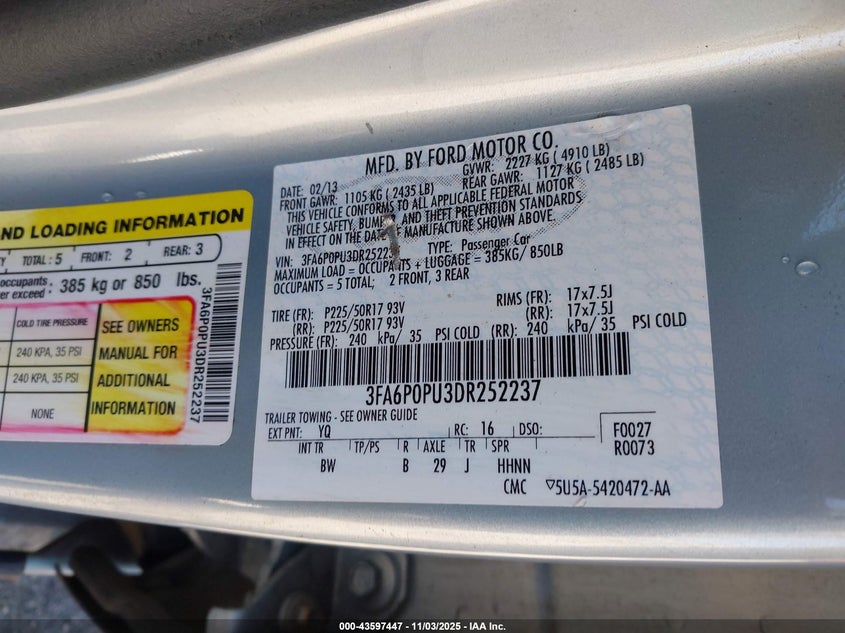 ND LOADING INFORMATION
TOTAL: 5 FRONT: 2 REAR: 3
occupants
er exceed : 385 kg or 850 lbs.
COLD TIRE PRESSURE
240 KPA, 35 PSI
240 KPA, 35 PSI
NONE
SEE OWNERS
MANUAL FOR
ADDITIONAL
INFORMATION
3FA6P0PU3DR252237
MFD. BY FORD MOTOR CO.
DATE: 02/13 GVWR: 2227 KG ( 4910 LB)
FRONT GAWR: 1105 KG ( 2435 LB) REAR GAWR: 1127 KG ( 2485 LB)
THIS VEHICLE CONFORMS TO ALL APPLICABLE FEDERAL MOTOR
VEHICLE SAFETY, BUMPER, AND THEFT PREVENTION STANDARDS
IN EFFECT ON THE DATE OF MANUFACTURE SHOWN ABOVE.
VIN: 3FA6P0PU3DR252237 TYPE: Passenger Car
MAXIMUM LOAD = OCCUPANTS + LUGGAGE = 385KG/ 850LB
OCCUPANTS = 5 TOTAL; 2 FRONT, 3 REAR
TIRE (FR): P225/50R17 93V RIMS (FR): 17x7.5J
(RR): P225/50R17 93V (RR): 17x7.5J
PRESSURE (FR): 240 kPa/ 35 PSI COLD (RR): 240 kPa/ 35 PSI COLD
3FA6P0PU3DR252237
TRAILER TOWING - SEE OWNER GUIDE
EXT PNT: YQ RC: 16 DSO: F0027
INT TR TP/PS R AXLE TR SPR R0073
BW B 29 J HHNN
CMC ▽5U5A-5420472-AA
000-43597447 - 11/03/2025 - IAA Inc.